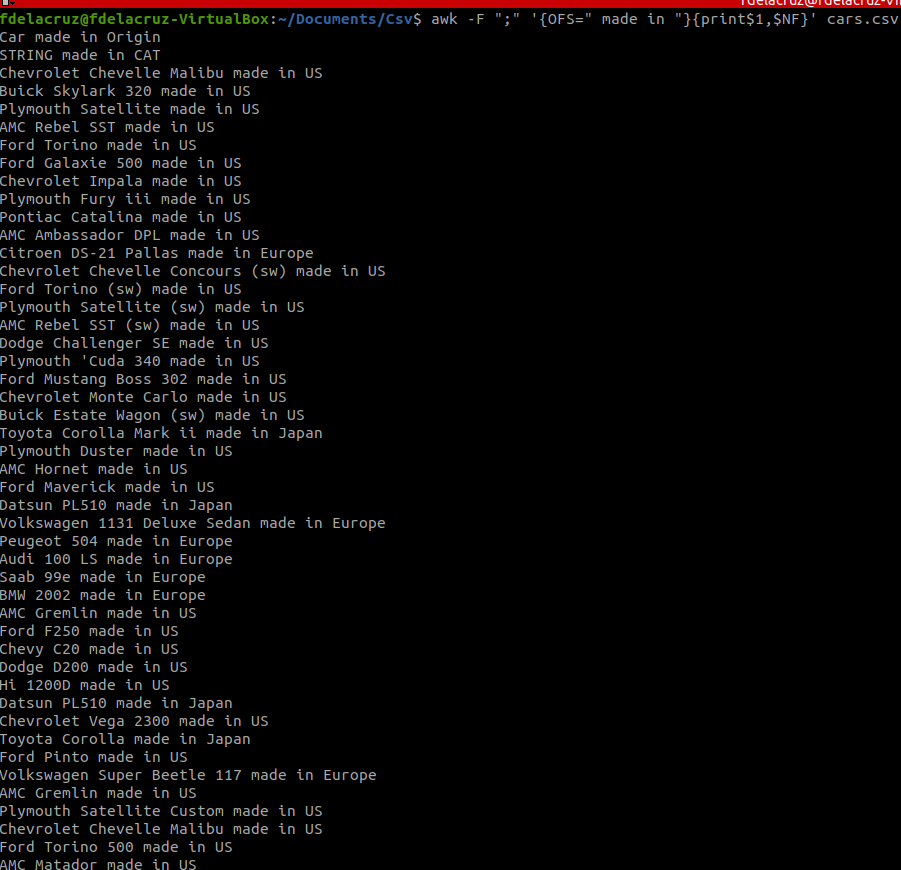 fdelacruz@fdelacruz-Vi
fdelacruz@fdelacruz-VirtualBox:~/Documents/Csv$ awk -F ";" '{OFS=" made in "}{print$1,$NF}' cars.csv
Car made in Origin
STRING made in CAT
Chevrolet Chevelle Malibu made in US
Buick Skylark 320 made in US
Plymouth Satellite made in US
AMC Rebel SST made in US
Ford Torino made in US
Ford Galaxie 500 made in US
Chevrolet Impala made in US
Plymouth Fury iii made in US
Pontiac Catalina made in US
AMC Ambassador DPL made in US
Citroen DS-21 Pallas made in Europe
Chevrolet Chevelle Concours (sw) made in US
Ford Torino (sw) made in US
Plymouth Satellite (sw) made in US
AMC Rebel SST (sw) made in US
Dodge Challenger SE made in US
Plymouth 'Cuda 340 made in US
Ford Mustang Boss 302 made in US
Chevrolet Monte Carlo made in US
Buick Estate Wagon (sw) made in US
Toyota Corolla Mark ii made in Japan
Plymouth Duster made in US
AMC Hornet made in US
Ford Maverick made in US
Datsun PL510 made in Japan
Volkswagen 1131 Deluxe Sedan made in Europe
Peugeot 504 made in Europe
Audi 100 LS made in Europe
Saab 99e made in Europe
BMW 2002 made in Europe
AMC Gremlin made in US
Ford F250 made in US
Chevy C20 made in US
Dodge D200 made in US
Hi 1200D made in US
Datsun PL510 made in Japan
Chevrolet Vega 2300 made in US
Toyota Corolla made in Japan
Ford Pinto made in US
Volkswagen Super Beetle 117 made in Europe
AMC Gremlin made in US
Plymouth Satellite Custom made in US
Chevrolet Chevelle Malibu made in US
Ford Torino 500 made in US
AMC Matador made in US